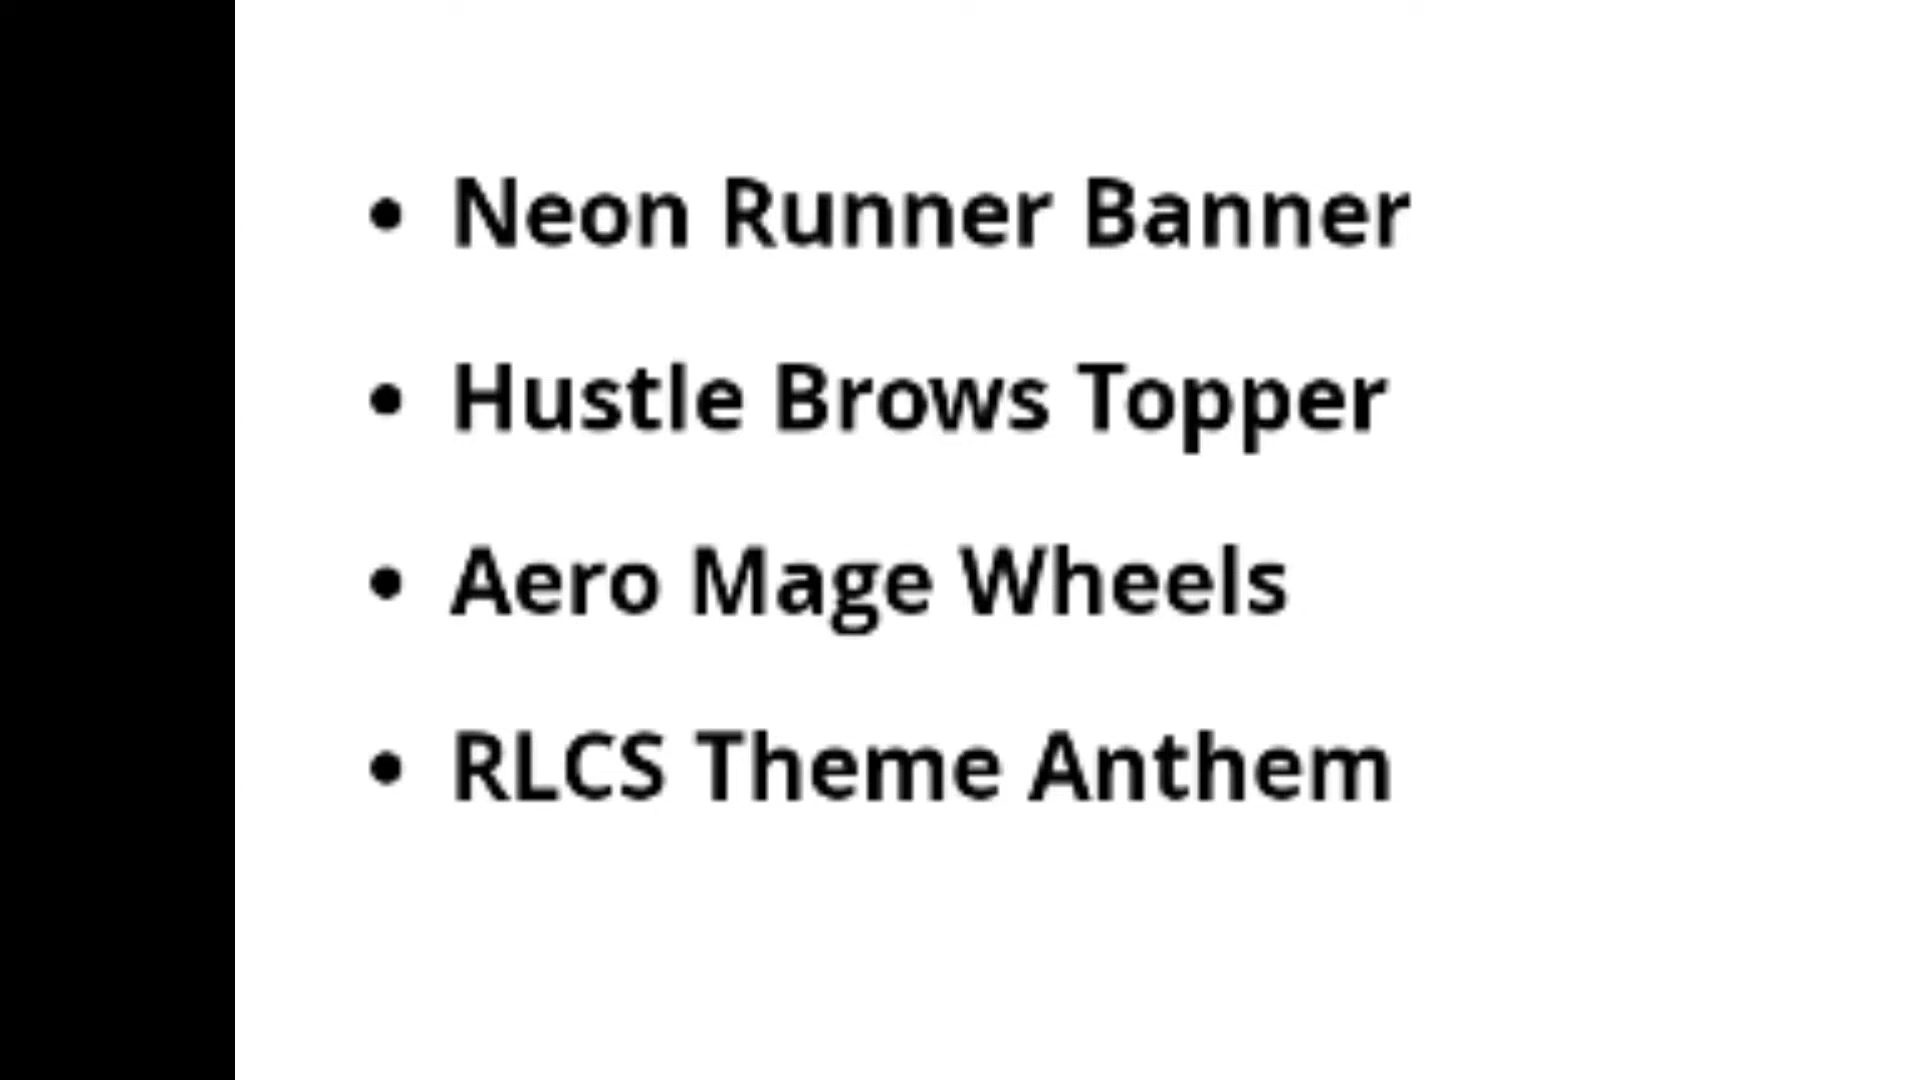 • Neon Runner Banner
• Hustle Brows Topper
• Aero Mage Wheels
• RLCS Theme Anthem